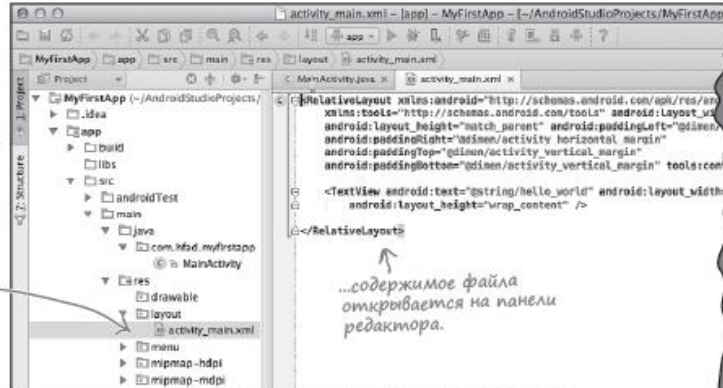 activity_main.xml - [app] - MyFirstApp - [~/AndroidStudioProjects/MyFirstApp
app
MyFirstApp app src main res layout activity_main.xml
Project
MainActivity.java activity_main.xml
1: Project
7: Structure
MyFirstApp (~/AndroidStudioProjects/
.idea
app
build
libs
src
androidTest
main
java
com.hfad.myfirstapp
MainActivity
res
drawable
layout
activity_main.xml
menu
mipmap-hdpi
mipmap-mdpi
<RelativeLayout xmlns:android="http://schemas.android.com/apk/res/an
xmlns:tools="http://schemas.android.com/tools" android:layout_wi
android:layout_height="match_parent" android:paddingLeft="@dimen/
android:paddingRight="@dimen/activity_horizontal_margin"
android:paddingTop="@dimen/activity_vertical_margin"
android:paddingBottom="@dimen/activity_vertical_margin" tools:con
<TextView android:text="@string/hello_world" android:layout_width=
android:layout_height="wrap_content" />
</RelativeLayout>
...содержимое файла
открывается на панели
редактора.